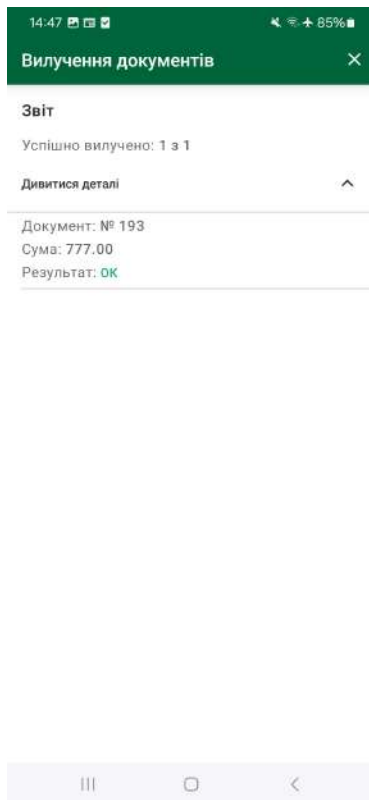 14:47 85%
Вилучення документів
Звіт
Успішно вилучено: 1 з 1
Дивитися деталі
Документ: № 193
Сума: 777.00
Результат: ОК